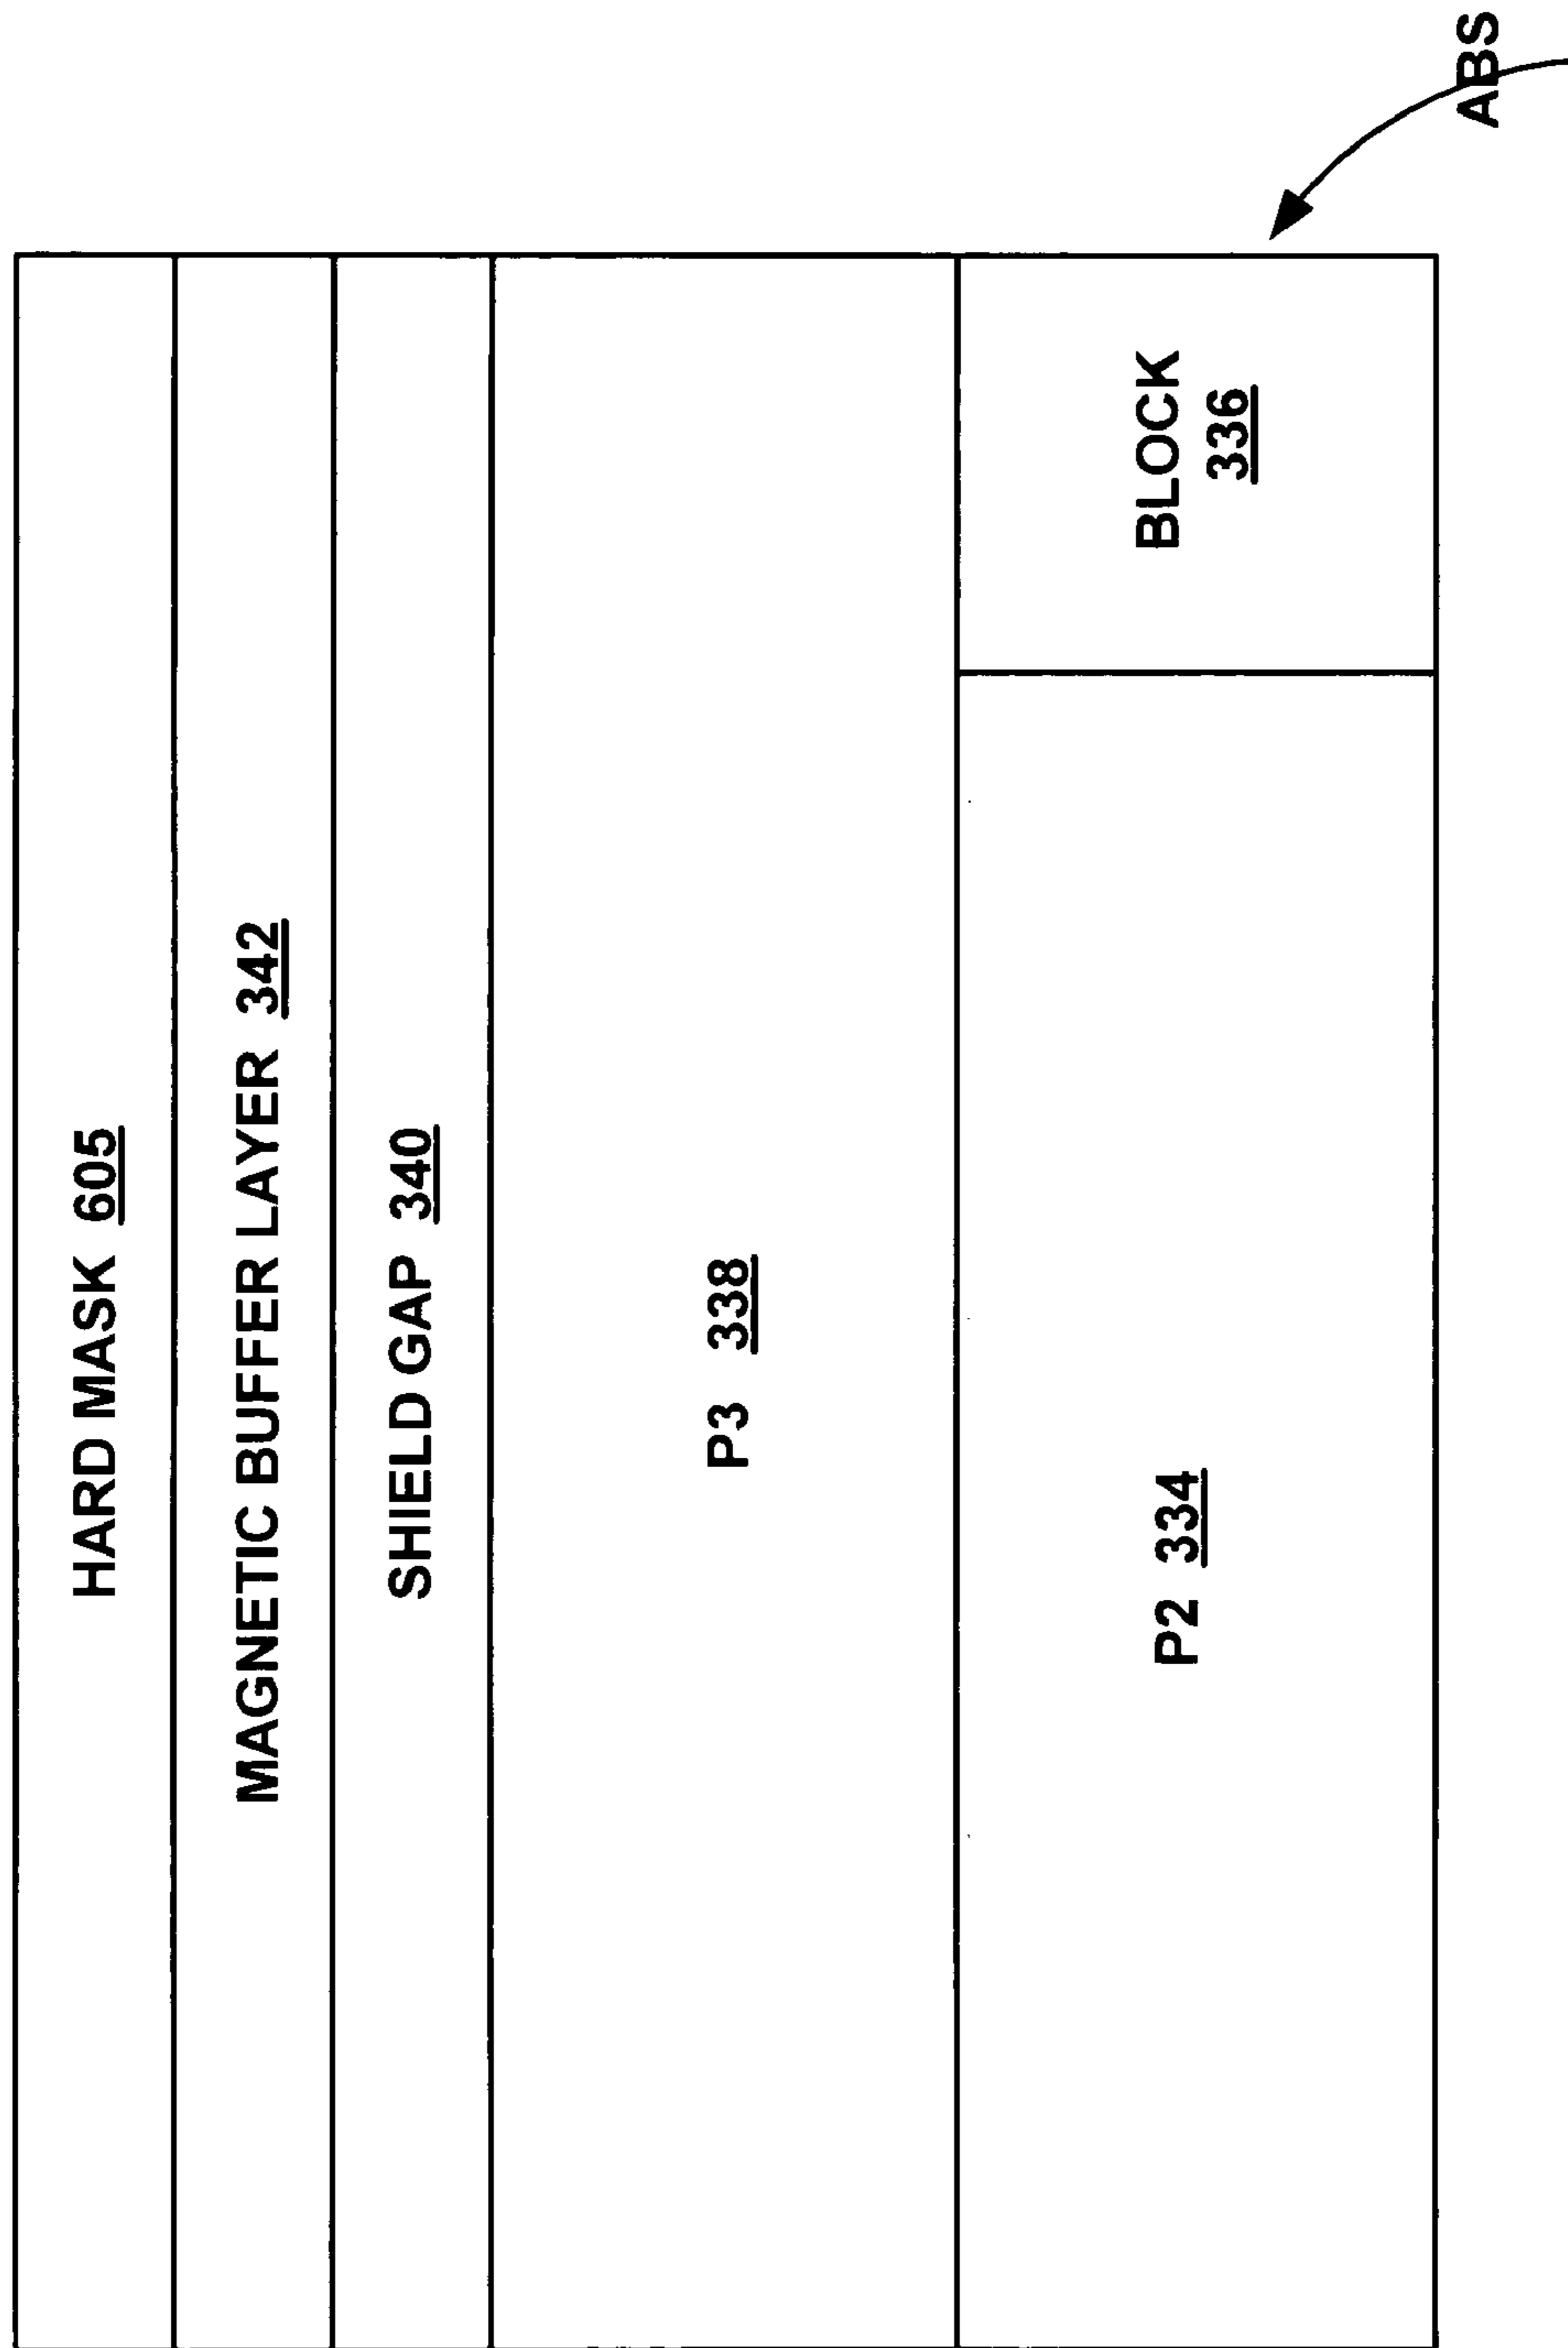 HARD MASK 605
MAGNETIC BUFFER LAYER 342
SHIELD GAP 340
P3 338
P2 334
BLOCK
336
ABS